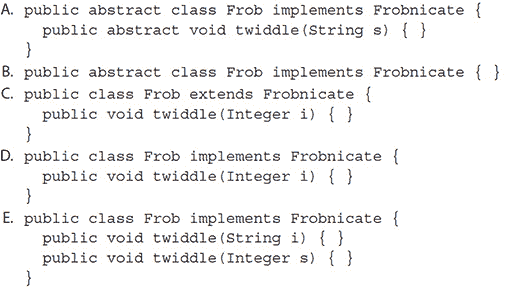 A. public abstract class Frob implements Frobnicate {
public abstract void twiddle(String s) { }
}
B. public abstract class Frob implements Frobnicate { }
C. public class Frob extends Frobnicate {
public void twiddle(Integer i) { }
}
D. public class Frob implements Frobnicate {
public void twiddle(Integer i) { }
}
E. public class Frob implements Frobnicate {
public void twiddle(String i) { }
public void twiddle(Integer s) { }
}